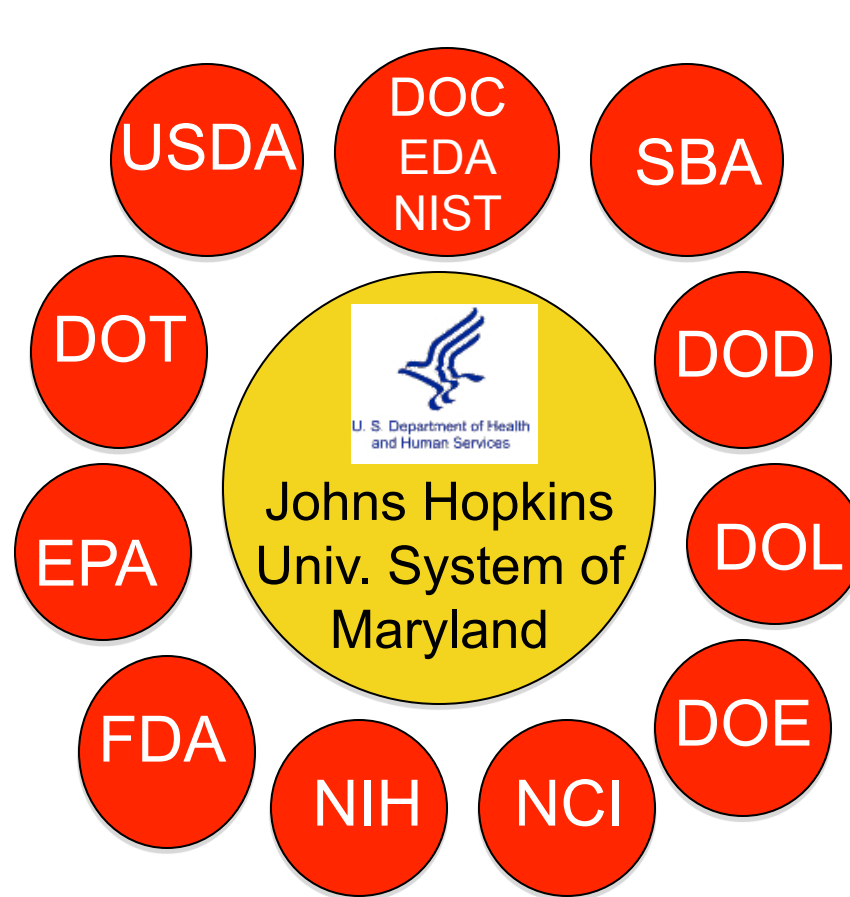 USDA
DOC
EDA
NIST
SBA
DOT
DOD
U. S. Department of Health
and Human Services
Johns Hopkins
Univ. System of
Maryland
EPA
DOL
FDA
DOE
NIH
NCI